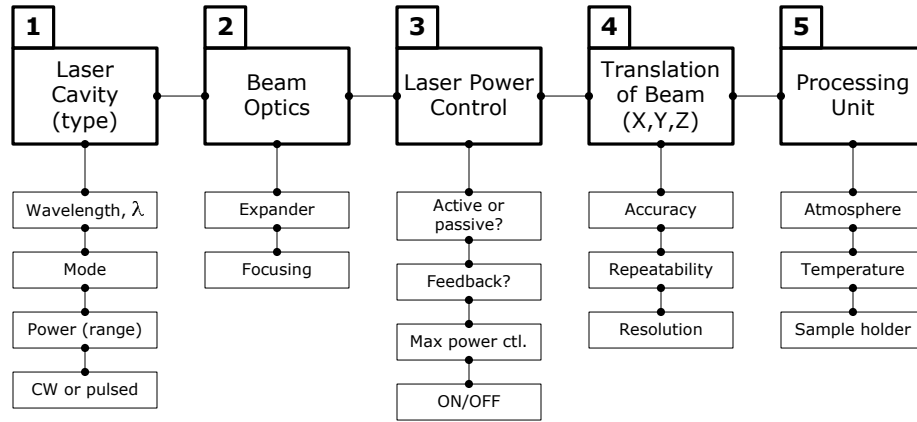 1
Laser
Cavity
(type)
Wavelength, λ
Mode
Power (range)
CW or pulsed
2
Beam
Optics
Expander
Focusing
3
Laser Power
Control
Active or
passive?
Feedback?
Max power ctl.
ON/OFF
4
Translation
of Beam
(X,Y,Z)
Accuracy
Repeatability
Resolution
5
Processing
Unit
Atmosphere
Temperature
Sample holder